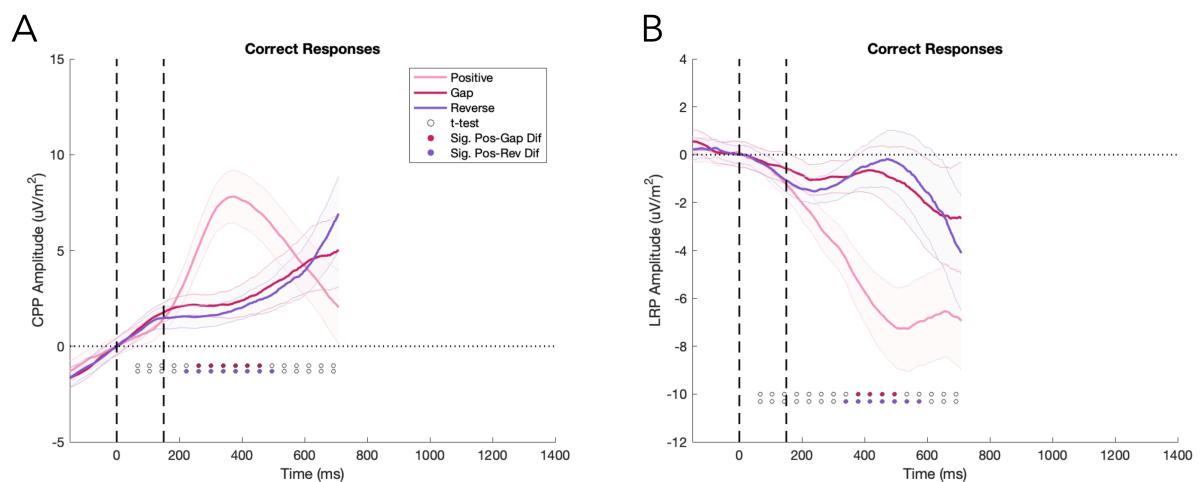 A
Correct Responses
15
10
5
0
-5
CPP Amplitude (uV/m²)
0 200 400 600 800 1000 1200 1400
Time (ms)
Positive
Gap
Reverse
t-test
Sig. Pos-Gap Dif
Sig. Pos-Rev Dif
B
Correct Responses
4
2
0
-2
-4
-6
-8
-10
-12
LRP Amplitude (uV/m²)
0 200 400 600 800 1000 1200 1400
Time (ms)